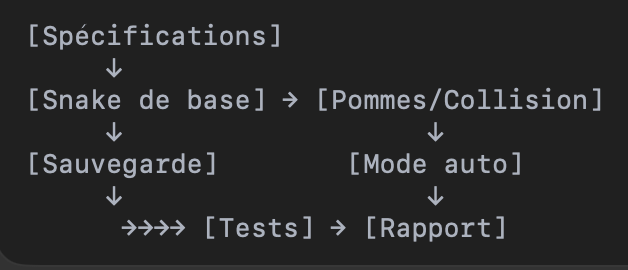 [Spécifications]
↓
[Snake de base] → [Pommes/Collision]
↓ ↓
[Sauvegarde] [Mode auto]
↓ ↓
→→→→ [Tests] → [Rapport]